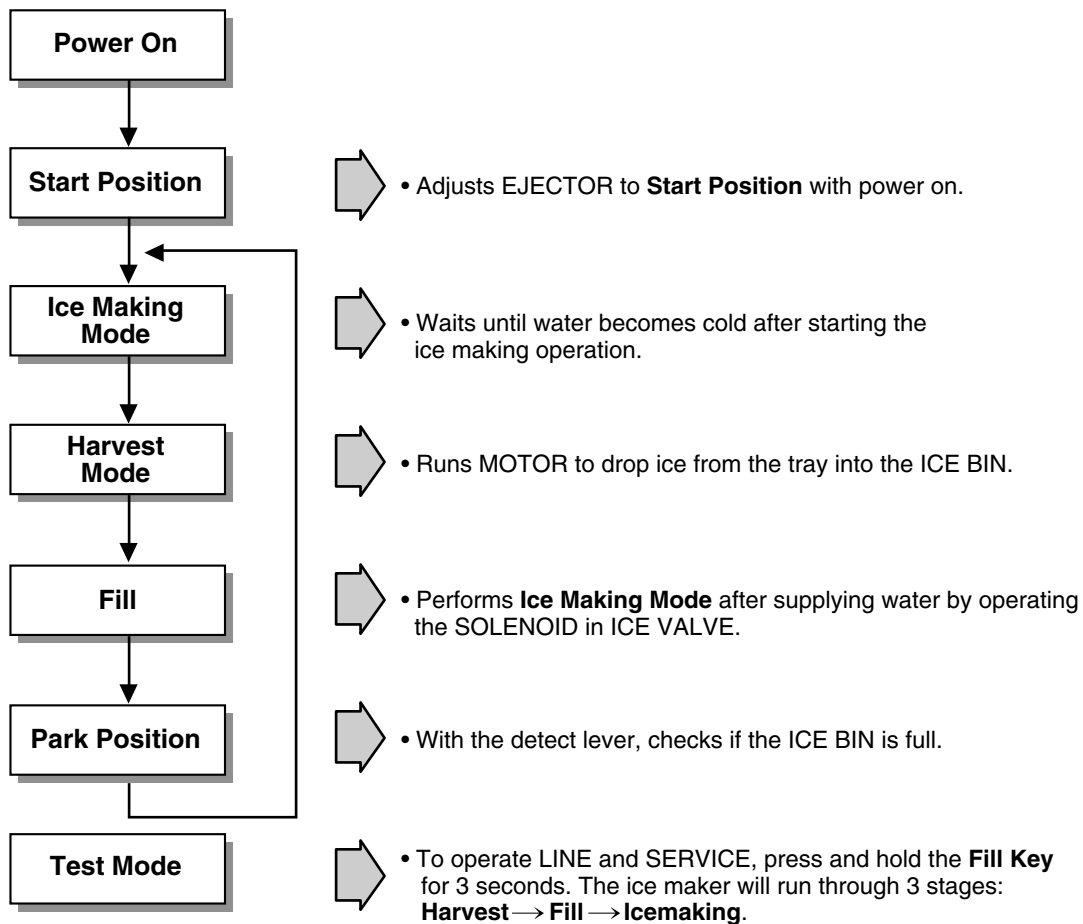 Power On
Start Position
• Adjusts EJECTOR to Start Position with power on.
Ice Making
Mode
• Waits until water becomes cold after starting the
ice making operation.
Harvest
Mode
• Runs MOTOR to drop ice from the tray into the ICE BIN.
Fill
• Performs Ice Making Mode after supplying water by operating
the SOLENOID in ICE VALVE.
Park Position
• With the detect lever, checks if the ICE BIN is full.
Test Mode
• To operate LINE and SERVICE, press and hold the Fill Key
for 3 seconds. The ice maker will run through 3 stages:
Harvest → Fill → Icemaking.